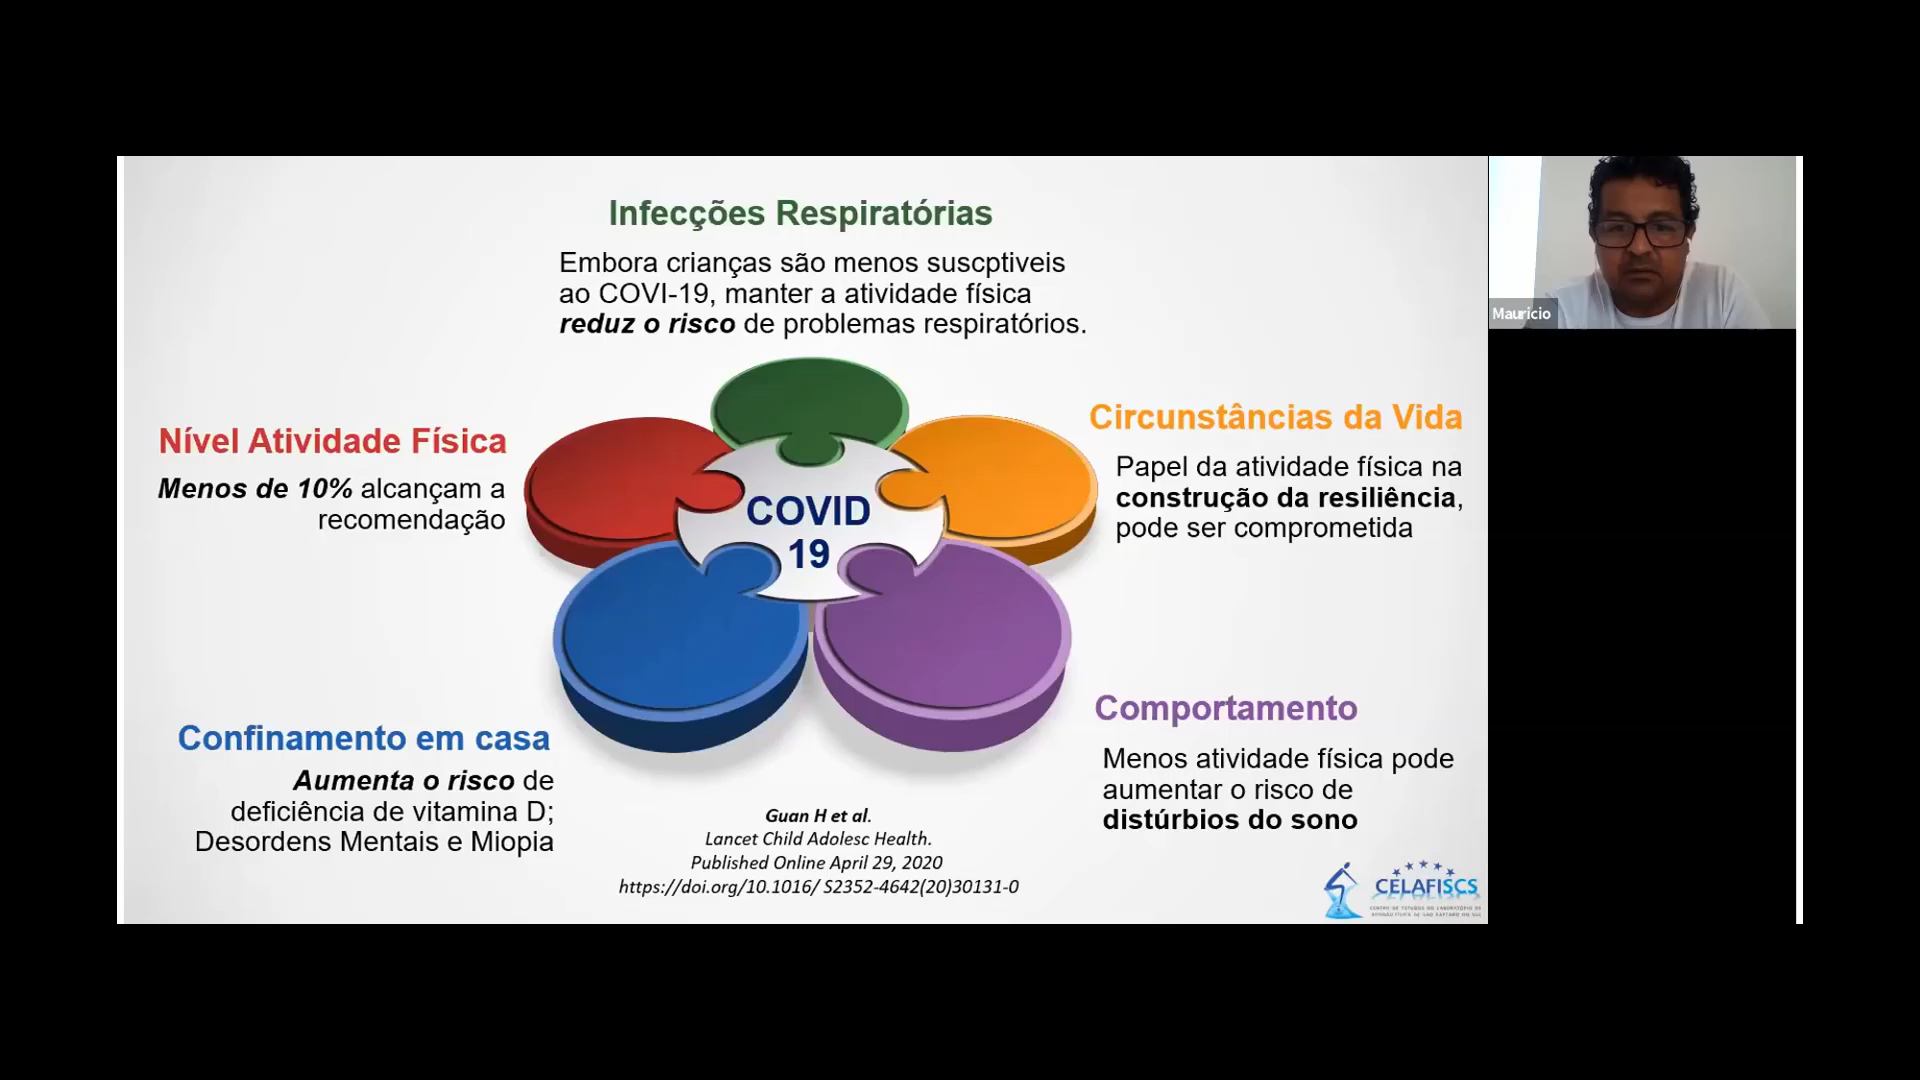 Infecções Respiratórias
Embora crianças são menos suscptiveis
ao COVI-19, manter a atividade física
reduz o risco de problemas respiratórios.
Mauricio
Nível Atividade Física
Menos de 10% alcançam a
recomendação
Circunstâncias da Vida
Papel da atividade física na
construção da resiliência,
pode ser comprometida
COVID
19
Confinamento em casa
Aumenta o risco de
deficiência de vitamina D;
Desordens Mentais e Miopia
Comportamento
Menos atividade física pode
aumentar o risco de
distúrbios do sono
Guan H et al.
Lancet Child Adolesc Health.
Published Online April 29, 2020
https://doi.org/10.1016/ S2352-4642(20)30131-0
CELAFISCS